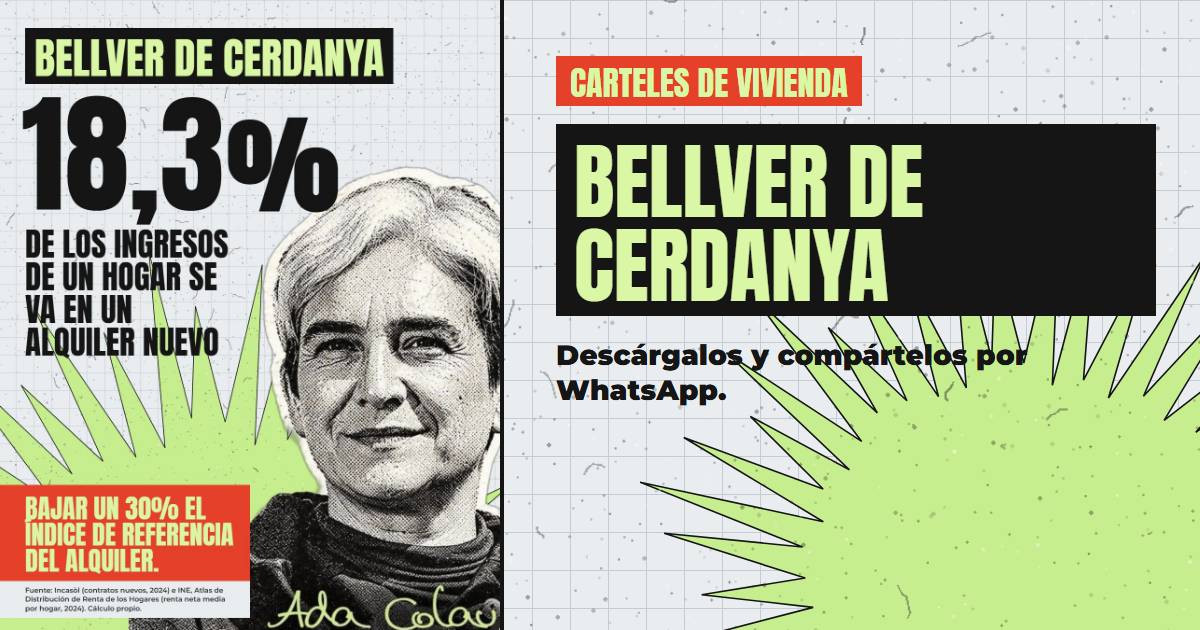 BELLVER DE CERDANYA
18,3%
DE LOS INGRESOS
DE UN HOGAR SE
VA EN UN
ALQUILER NUEVO
BAJAR UN 30% EL
ÍNDICE DE REFERENCIA
DEL ALQUILER.
Fuente: Incasòl (contratos nuevos, 2024) e INE, Atlas de
Distribución de Renta de los Hogares (renta neta media
por hogar, 2024). Cálculo propio.
Ada Colau
CARTELES DE VIVIENDA
BELLVER DE
CERDANYA
Descárgalos y compártelos por
WhatsApp.